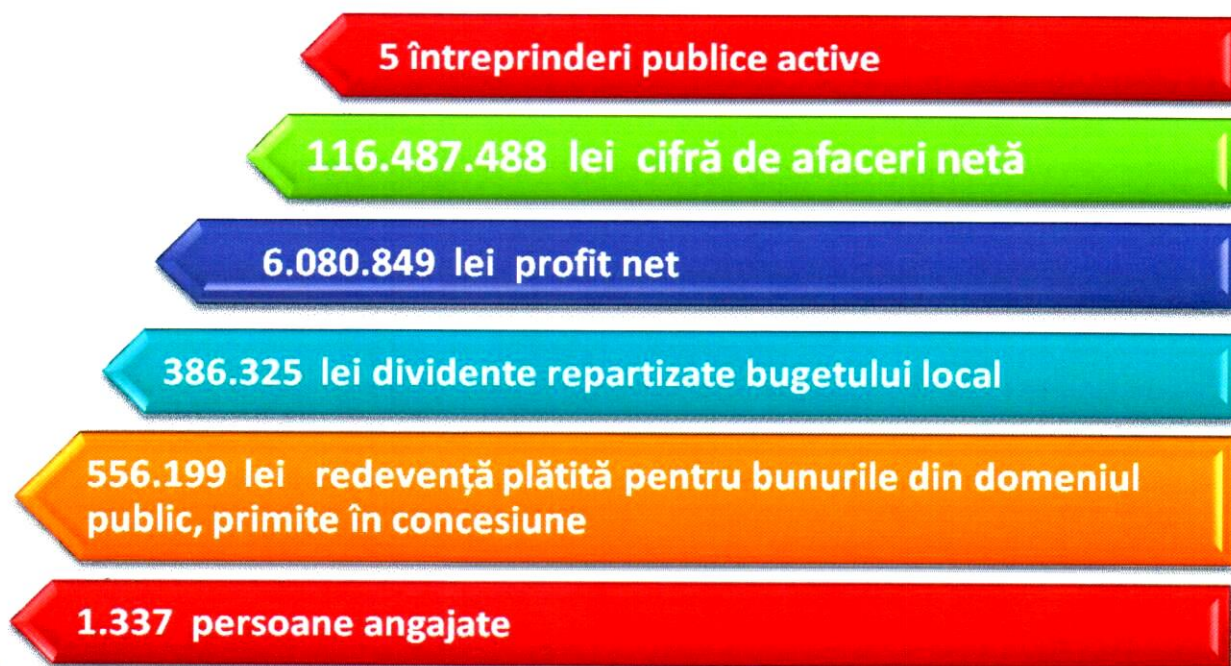 5 întreprinderi publice active
116.487.488 lei cifră de afaceri netă
6.080.849 lei profit net
386.325 lei dividente repartizate bugetului local
556.199 lei redevență plătită pentru bunurile din domeniul
public, primite în concesiune
1.337 persoane angajate